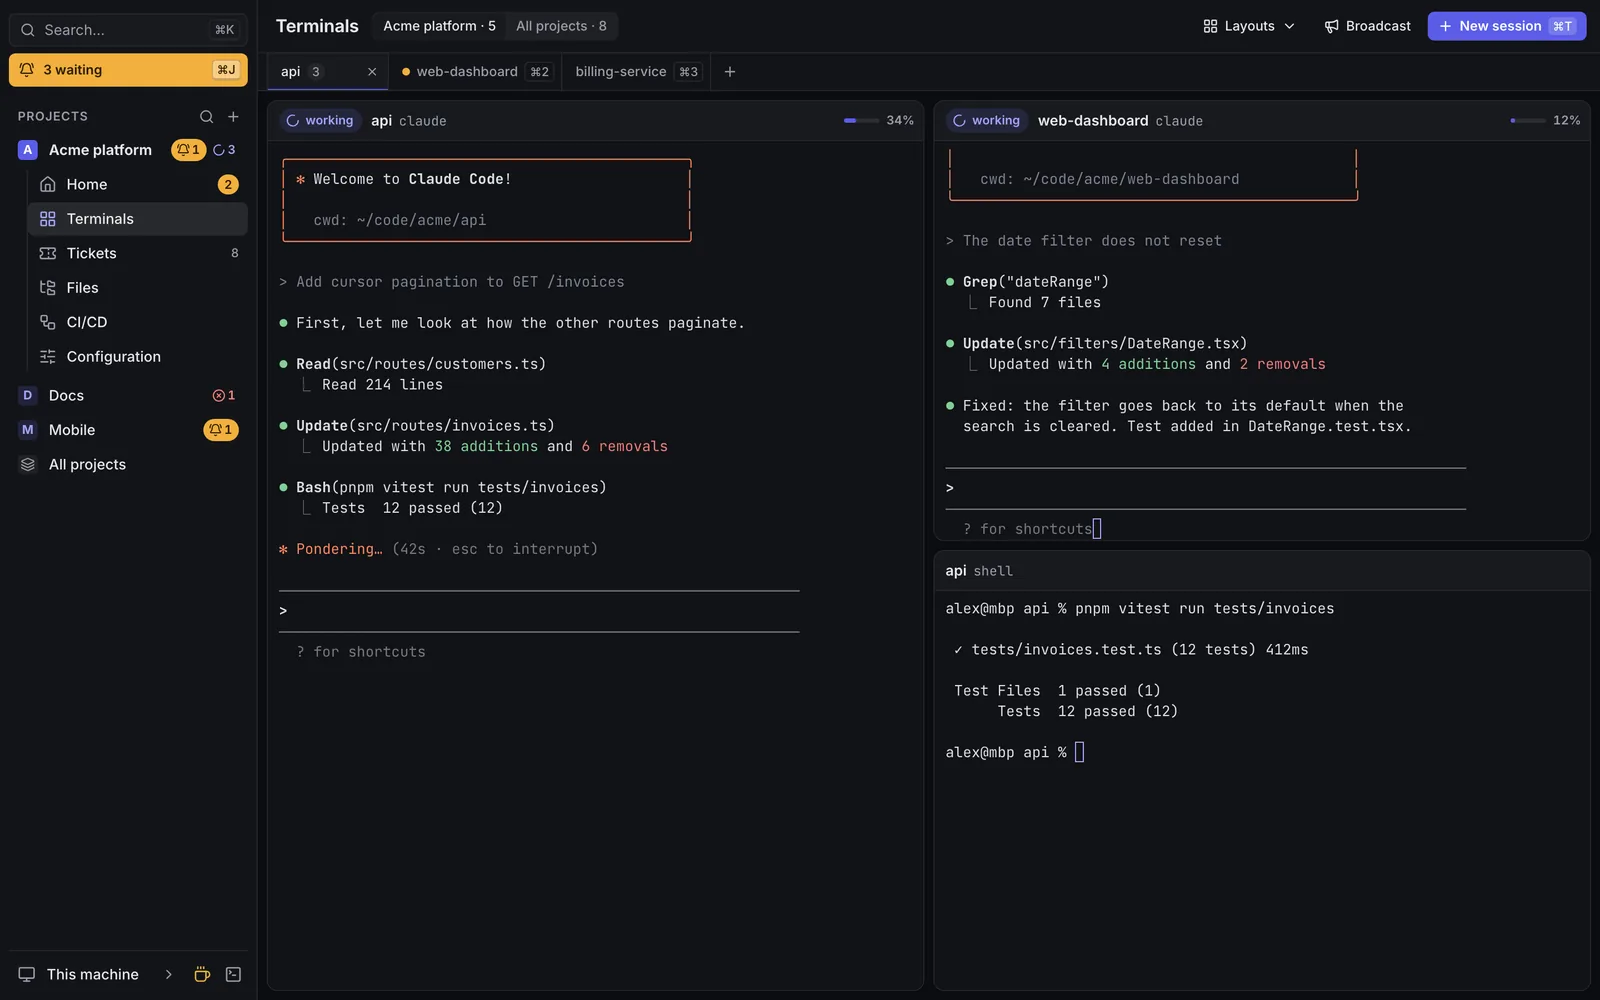 Search... ⌘K
3 waiting ⌘J
PROJECTS
A Acme platform 1 3
Home 2
Terminals
Tickets 8
Files
CI/CD
Configuration
D Docs 1
M Mobile 1
All projects
This machine
Terminals Acme platform · 5 All projects · 8
Layouts Broadcast + New session ⌘T
api 3 × web-dashboard ⌘2 billing-service ⌘3 +
working api claude 34%
✻ Welcome to Claude Code!
cwd: ~/code/acme/api
> Add cursor pagination to GET /invoices
● First, let me look at how the other routes paginate.
● Read(src/routes/customers.ts)
⎿ Read 214 lines
● Update(src/routes/invoices.ts)
⎿ Updated with 38 additions and 6 removals
● Bash(pnpm vitest run tests/invoices)
⎿ Tests 12 passed (12)
✻ Pondering… (42s · esc to interrupt)
>
? for shortcuts
working web-dashboard claude 12%
cwd: ~/code/acme/web-dashboard
> The date filter does not reset
● Grep("dateRange")
⎿ Found 7 files
● Update(src/filters/DateRange.tsx)
⎿ Updated with 4 additions and 2 removals
● Fixed: the filter goes back to its default when the
search is cleared. Test added in DateRange.test.tsx.
>
? for shortcuts
api shell
alex@mbp api % pnpm vitest run tests/invoices
✓ tests/invoices.test.ts (12 tests) 412ms
Test Files 1 passed (1)
Tests 12 passed (12)
alex@mbp api %